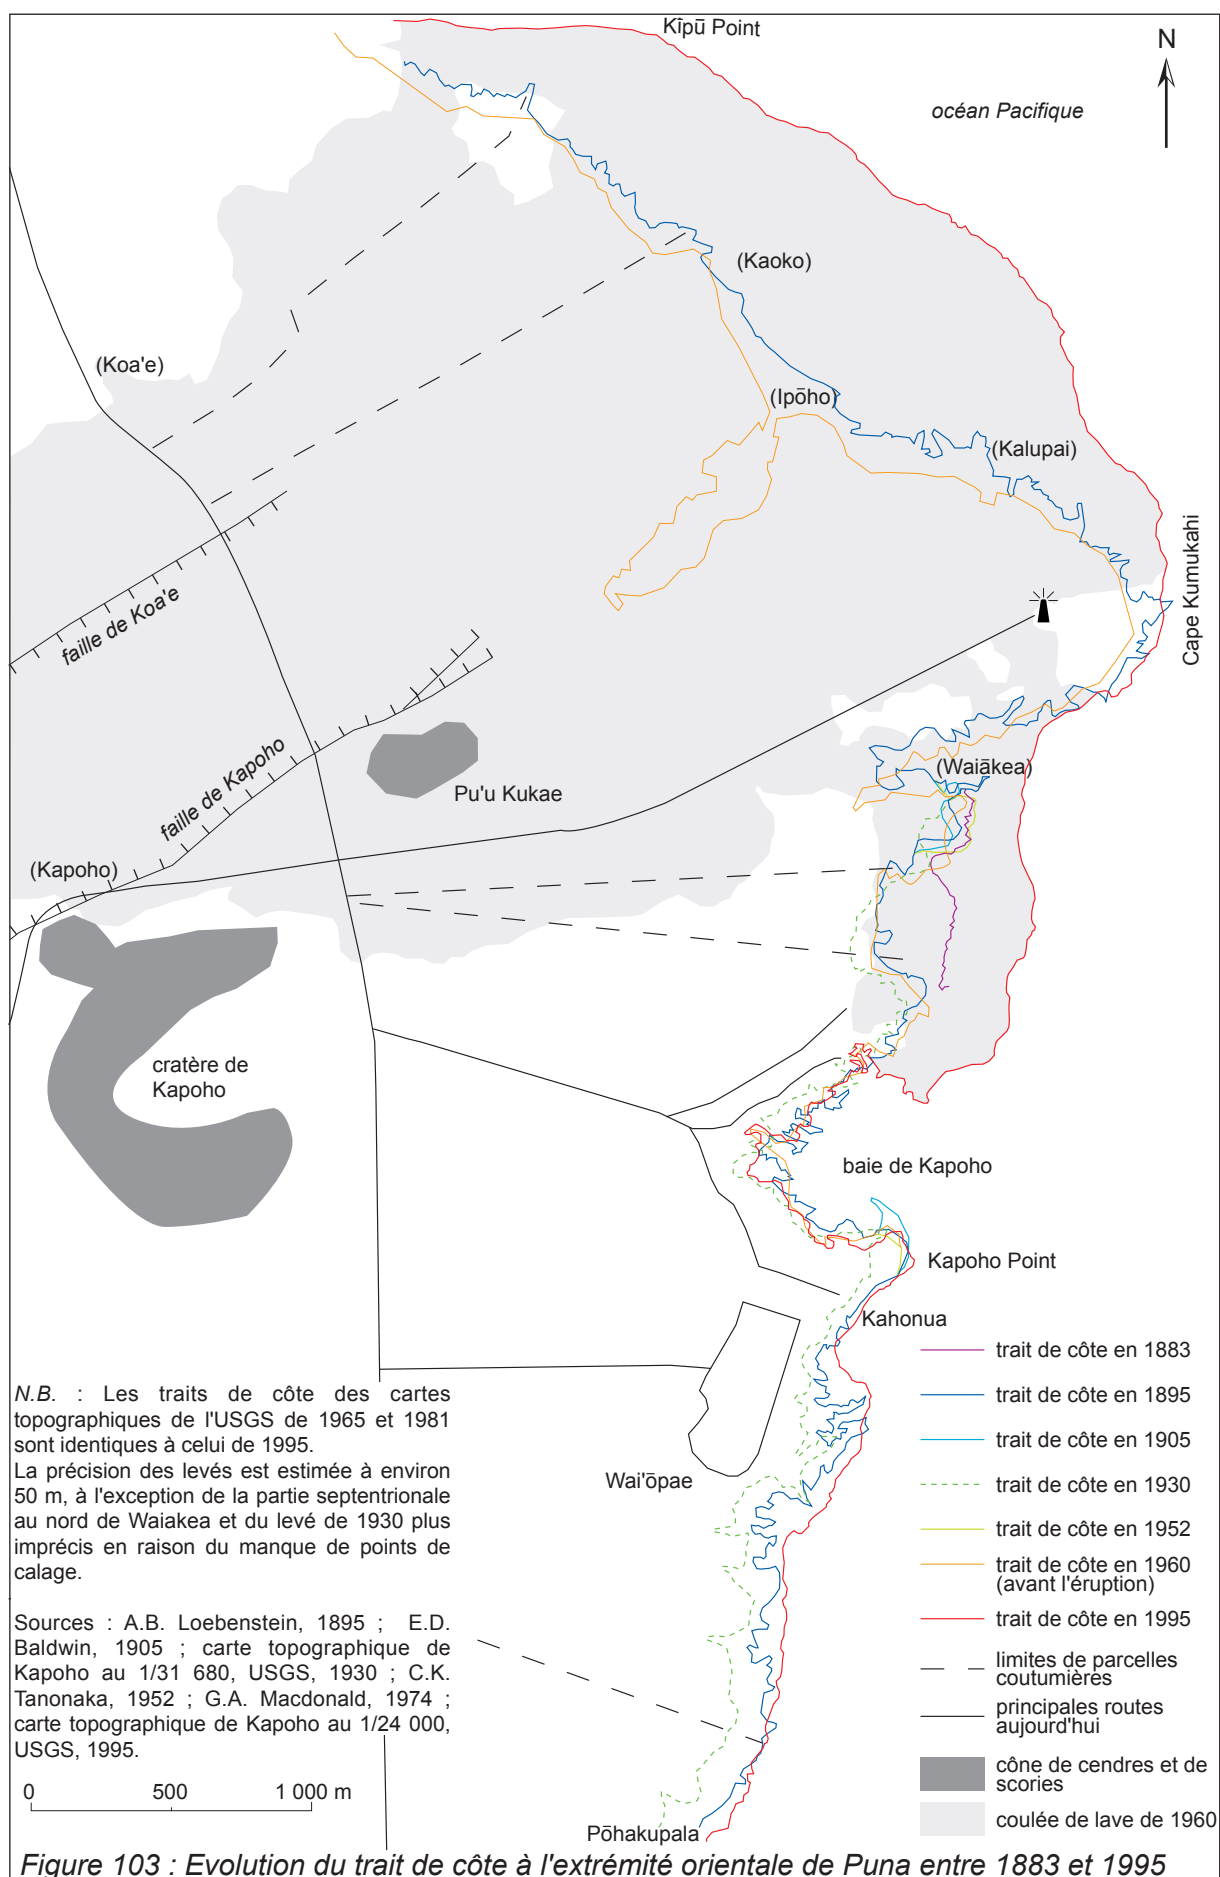 Kîpū Point
N
océan Pacifique
(Kaoko)
(Koa'e)
(Ipōho)
(Kalupai)
Cape Kumukahi
faille de Koa'e
faille de Kapoho
(Waiākea)
Pu'u Kukae
(Kapoho)
cratère de
Kapoho
baie de Kapoho
Kapoho Point
Kahonua
Wai'ōpae
Pōhakupala
N.B. : Les traits de côte des cartes
topographiques de l'USGS de 1965 et 1981
sont identiques à celui de 1995.
La précision des levés est estimée à environ
50 m, à l'exception de la partie septentrionale
au nord de Waiakea et du levé de 1930 plus
imprécis en raison du manque de points de
calage.
Sources : A.B. Loebenstein, 1895 ; E.D.
Baldwin, 1905 ; carte topographique de
Kapoho au 1/31 680, USGS, 1930 ; C.K.
Tanonaka, 1952 ; G.A. Macdonald, 1974 ;
carte topographique de Kapoho au 1/24 000,
USGS, 1995.
0 500 1 000 m
trait de côte en 1883
trait de côte en 1895
trait de côte en 1905
trait de côte en 1930
trait de côte en 1952
trait de côte en 1960
(avant l'éruption)
trait de côte en 1995
limites de parcelles
coutumières
principales routes
aujourd'hui
cône de cendres et de
scories
coulée de lave de 1960
Figure 103 : Evolution du trait de côte à l'extrémité orientale de Puna entre 1883 et 1995